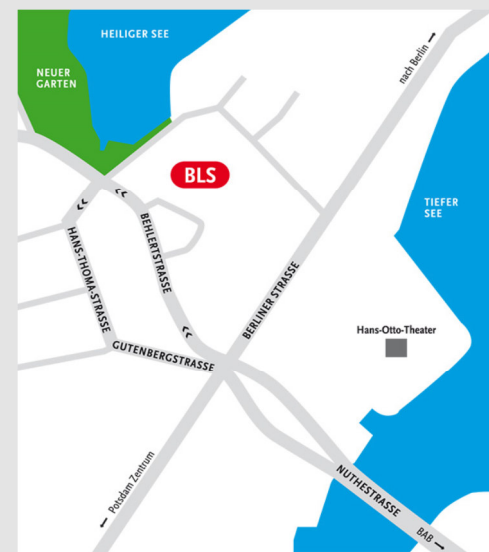 HEILIGER SEE
NEUER
GARTEN
nach Berlin →
BLS
TIEFER
SEE
HANS-THOMA-STRASSE
BEHLERTSTRASSE
BERLINER STRASSE
Hans-Otto-Theater
GUTENBERGSTRASSE
← Potsdam Zentrum
NUTHESTRASSE
BAB →